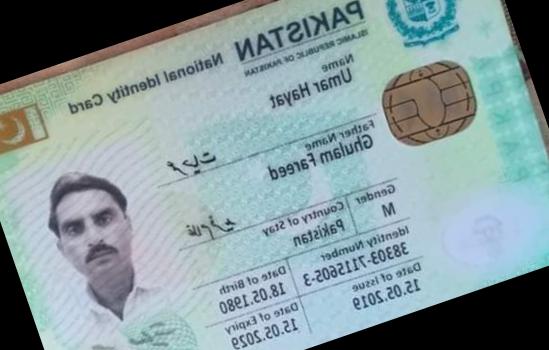 PAKISTAN National Identity Card
ISLAMIC REPUBLIC OF PAKISTAN
Name
Umar Hayat
Father Name
Ghulam Fareed
Gender Country of Stay
M Pakistan
Identity Number Date of Birth
38303-7115605-3 18.05.1980
Date of Issue Date of Expiry
15.05.2019 15.05.2029